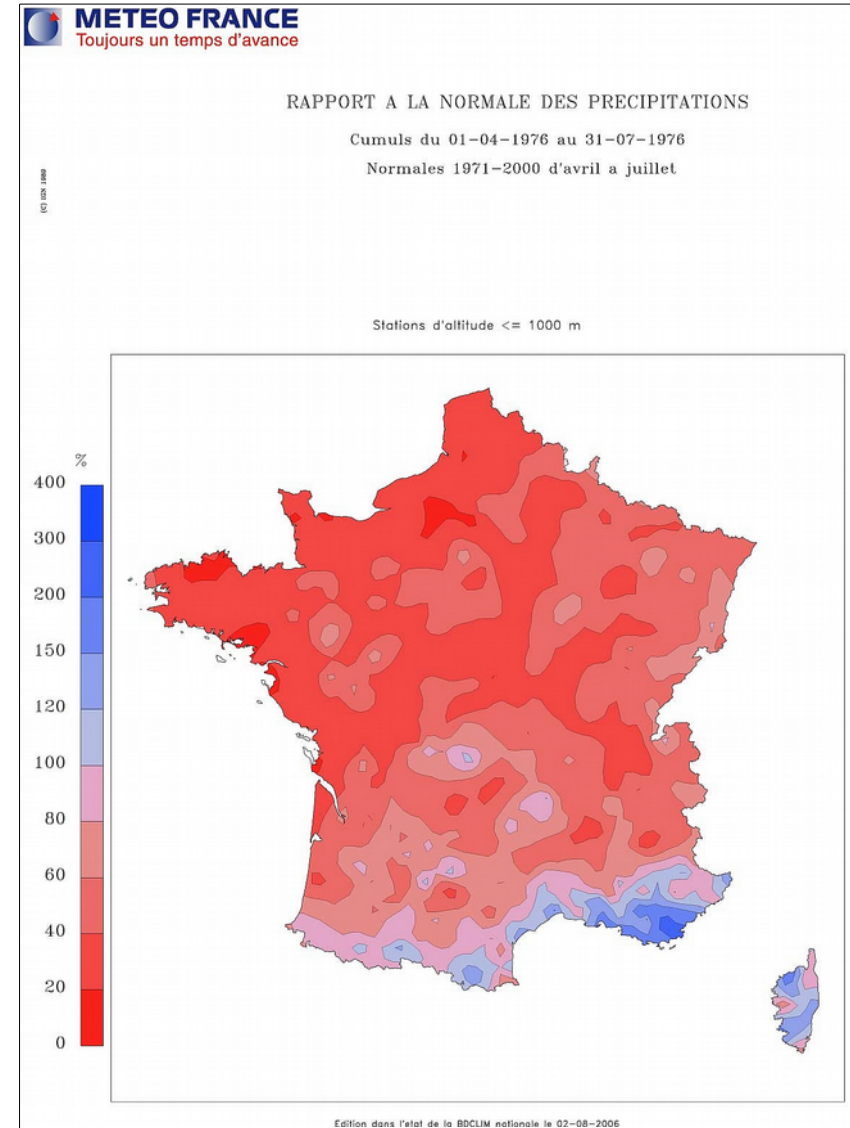 METEO FRANCE
Toujours un temps d'avance
RAPPORT A LA NORMALE DES PRECIPITATIONS
Cumuls du 01-04-1976 au 31-07-1976
Normales 1971-2000 d'avril a juillet
Stations d'altitude <= 1000 m
%
400
300
200
150
120
100
80
60
40
20
0
Edition dans l'etat de la BDCLIM nationale le 02-08-2006